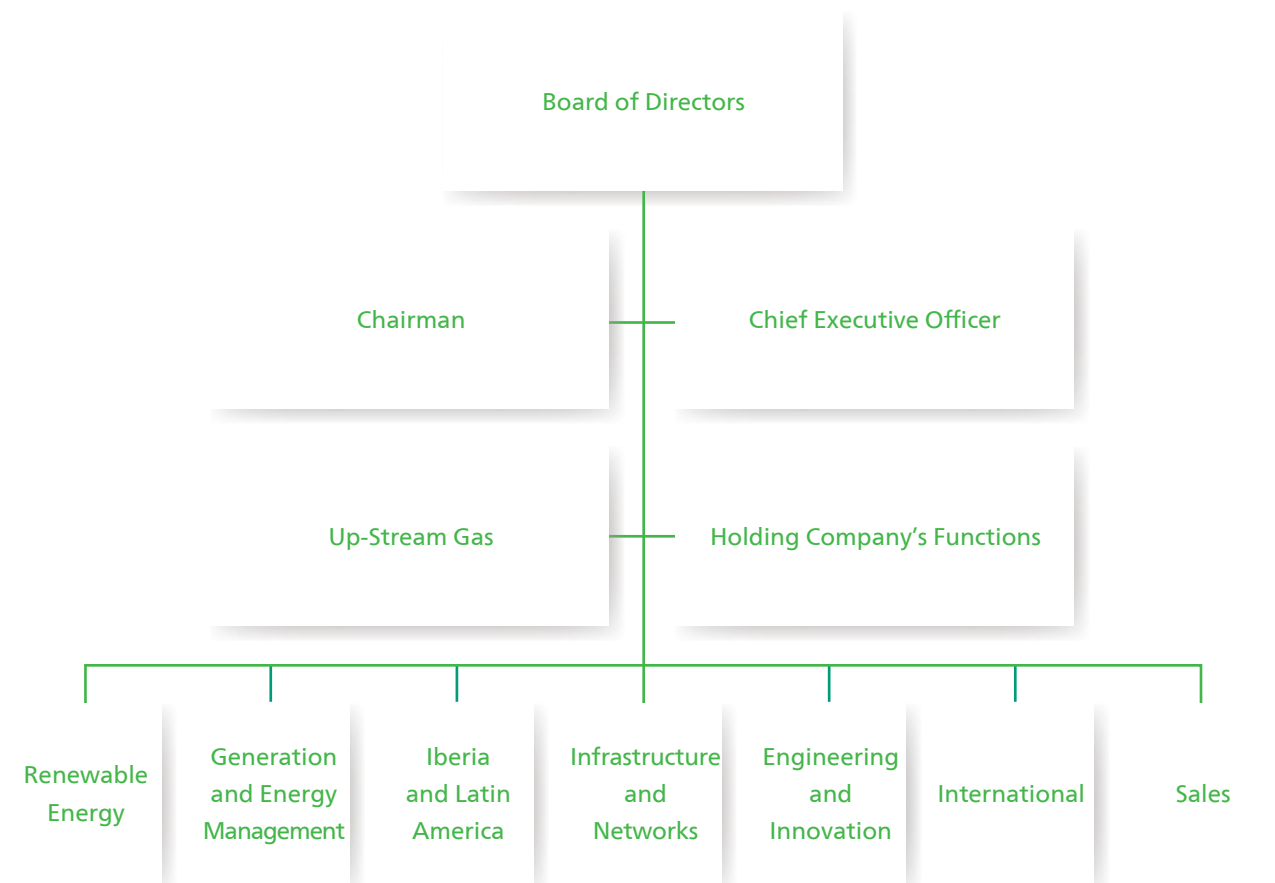 Board of Directors
Chairman
Chief Executive Officer
Up-Stream Gas
Holding Company’s Functions
Renewable
Energy
Generation
and Energy
Management
Iberia
and Latin
America
Infrastructure
and
Networks
Engineering
and
Innovation
International
Sales